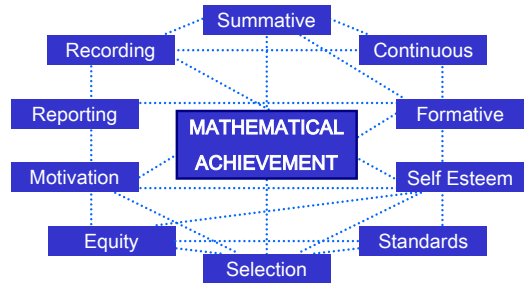 Summative
Recording
Continuous
Reporting
Formative
MATHEMATICAL
ACHIEVEMENT
Motivation
Self Esteem
Equity
Standards
Selection